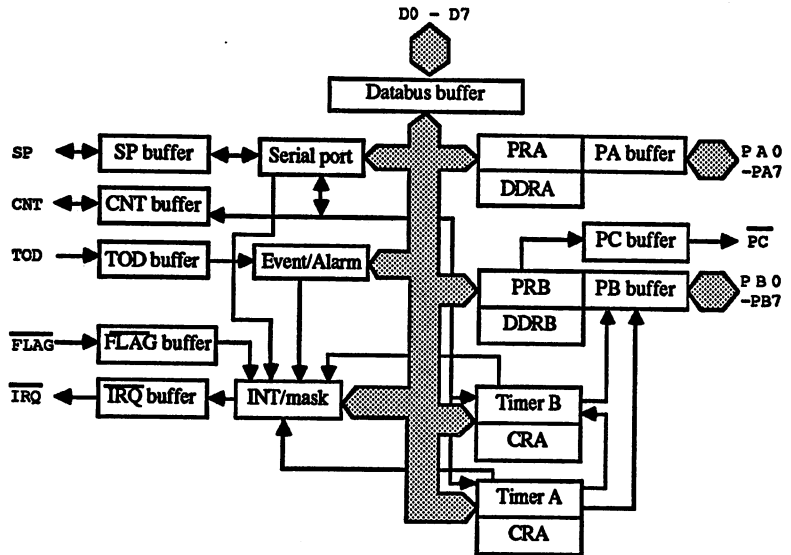 D0 - D7
Databus buffer
SP
SP buffer
Serial port
PRA
PA buffer
PA0
-PA7
DDRA
CNT
CNT buffer
PC buffer
PC
TOD
TOD buffer
Event/Alarm
PRB
PB buffer
PB0
-PB7
DDRB
FLAG
FLAG buffer
IRQ
IRQ buffer
INT/mask
Timer B
CRA
Timer A
CRA